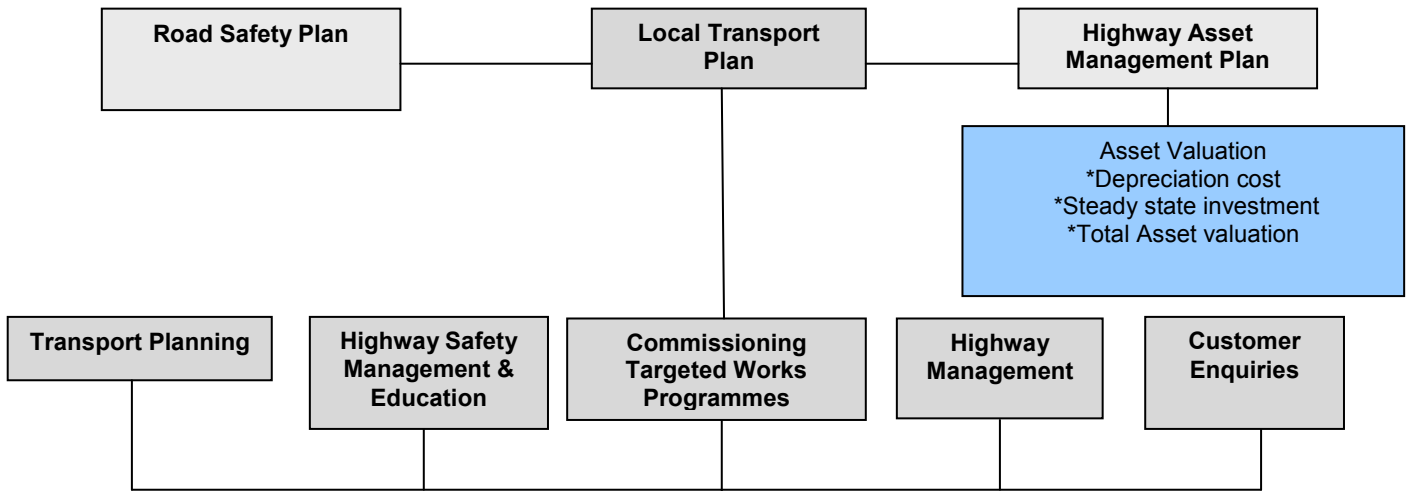 Road Safety Plan
Local Transport
Plan
Highway Asset
Management Plan
Asset Valuation
*Depreciation cost
*Steady state investment
*Total Asset valuation
Transport Planning
Highway Safety
Management &
Education
Commissioning
Targeted Works
Programmes
Highway
Management
Customer
Enquiries